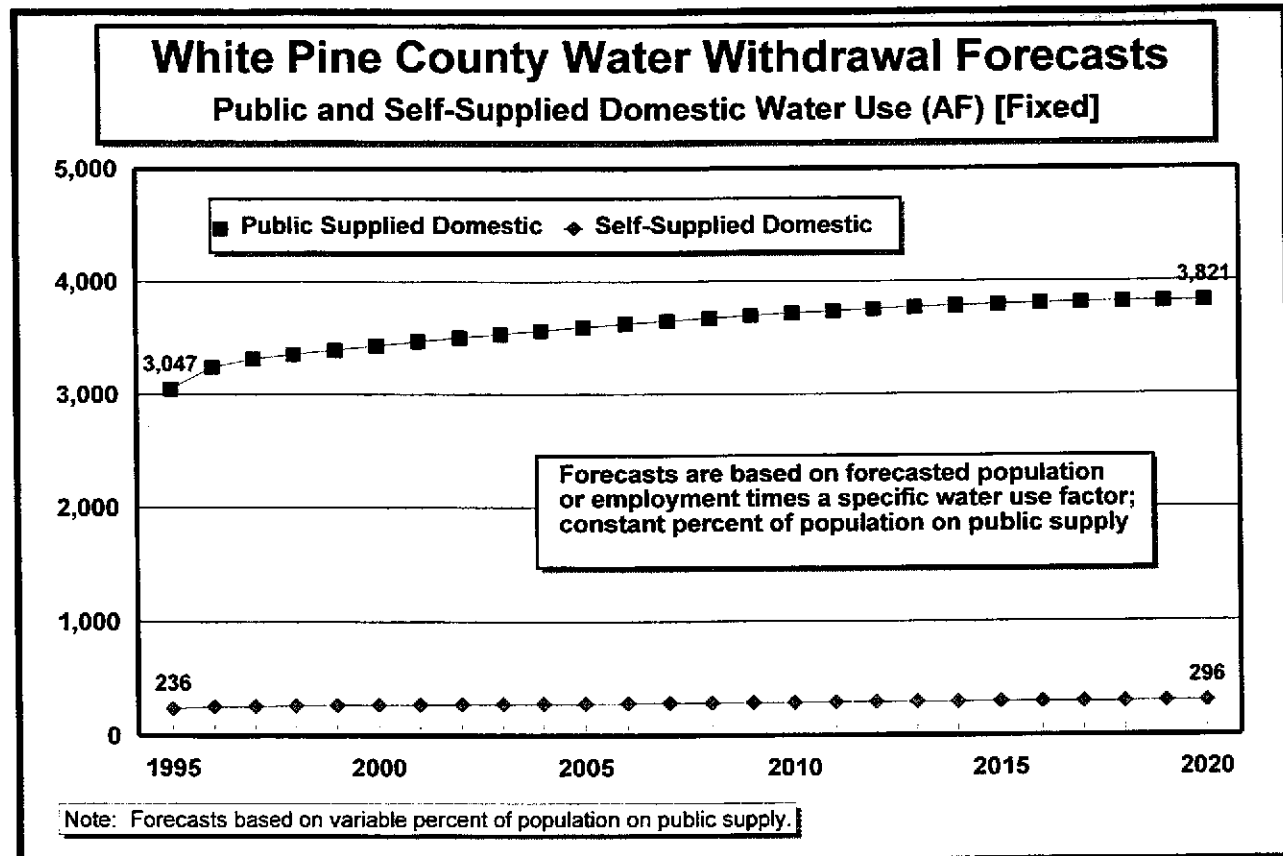 White Pine County Water Withdrawal Forecasts
Public and Self-Supplied Domestic Water Use (AF) [Fixed]
5,000
Public Supplied Domestic Self-Supplied Domestic
4,000
3,821
3,047
3,000
Forecasts are based on forecasted population
or employment times a specific water use factor;
constant percent of population on public supply
2,000
1,000
236
296
0
1995 2000 2005 2010 2015 2020
Note: Forecasts based on variable percent of population on public supply.